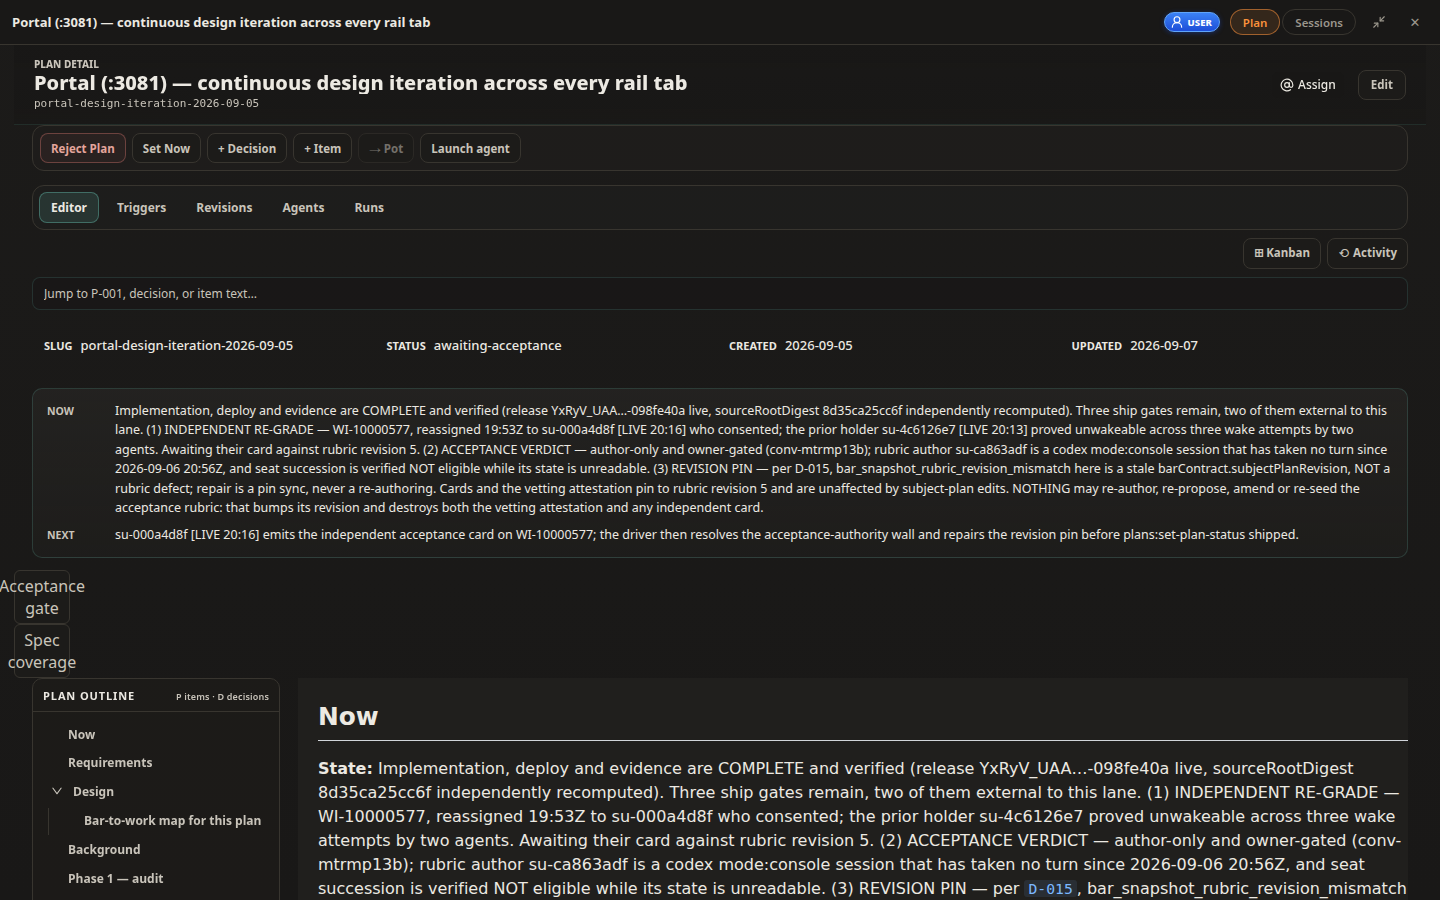 Portal (:3081) — continuous design iteration across every rail tab
USER
Plan
Sessions
PLAN DETAIL
Portal (:3081) — continuous design iteration across every rail tab
portal-design-iteration-2026-09-05
@ Assign
Edit
Reject Plan
Set Now
+ Decision
+ Item
→ Pot
Launch agent
Editor
Triggers
Revisions
Agents
Runs
⊞ Kanban
⟲ Activity
Jump to P-001, decision, or item text...
SLUG portal-design-iteration-2026-09-05
STATUS awaiting-acceptance
CREATED 2026-09-05
UPDATED 2026-09-07
NOW
Implementation, deploy and evidence are COMPLETE and verified (release YxRyV_UAA...-098fe40a live, sourceRootDigest 8d35ca25cc6f independently recomputed). Three ship gates remain, two of them external to this
lane. (1) INDEPENDENT RE-GRADE — WI-10000577, reassigned 19:53Z to su-000a4d8f [LIVE 20:16] who consented; the prior holder su-4c6126e7 [LIVE 20:13] proved unwakeable across three wake attempts by two
agents. Awaiting their card against rubric revision 5. (2) ACCEPTANCE VERDICT — author-only and owner-gated (conv-mtrmp13b); rubric author su-ca863adf is a codex mode:console session that has taken no turn since
2026-09-06 20:56Z, and seat succession is verified NOT eligible while its state is unreadable. (3) REVISION PIN — per D-015, bar_snapshot_rubric_revision_mismatch here is a stale barContract.subjectPlanRevision, NOT a
rubric defect; repair is a pin sync, never a re-authoring. Cards and the vetting attestation pin to rubric revision 5 and are unaffected by subject-plan edits. NOTHING may re-author, re-propose, amend or re-seed the
acceptance rubric: that bumps its revision and destroys both the vetting attestation and any independent card.
NEXT
su-000a4d8f [LIVE 20:16] emits the independent acceptance card on WI-10000577; the driver then resolves the acceptance-authority wall and repairs the revision pin before plans:set-plan-status shipped.
Acceptance
gate
Spec
coverage
PLAN OUTLINE
P items · D decisions
Now
Requirements
Design
Bar-to-work map for this plan
Background
Phase 1 — audit
Now
State: Implementation, deploy and evidence are COMPLETE and verified (release YxRyV_UAA...-098fe40a live, sourceRootDigest
8d35ca25cc6f independently recomputed). Three ship gates remain, two of them external to this lane. (1) INDEPENDENT RE-GRADE —
WI-10000577, reassigned 19:53Z to su-000a4d8f who consented; the prior holder su-4c6126e7 proved unwakeable across three wake
attempts by two agents. Awaiting their card against rubric revision 5. (2) ACCEPTANCE VERDICT — author-only and owner-gated (conv-
mtrmp13b); rubric author su-ca863adf is a codex mode:console session that has taken no turn since 2026-09-06 20:56Z, and seat
succession is verified NOT eligible while its state is unreadable. (3) REVISION PIN — per D-015, bar_snapshot_rubric_revision_mismatch